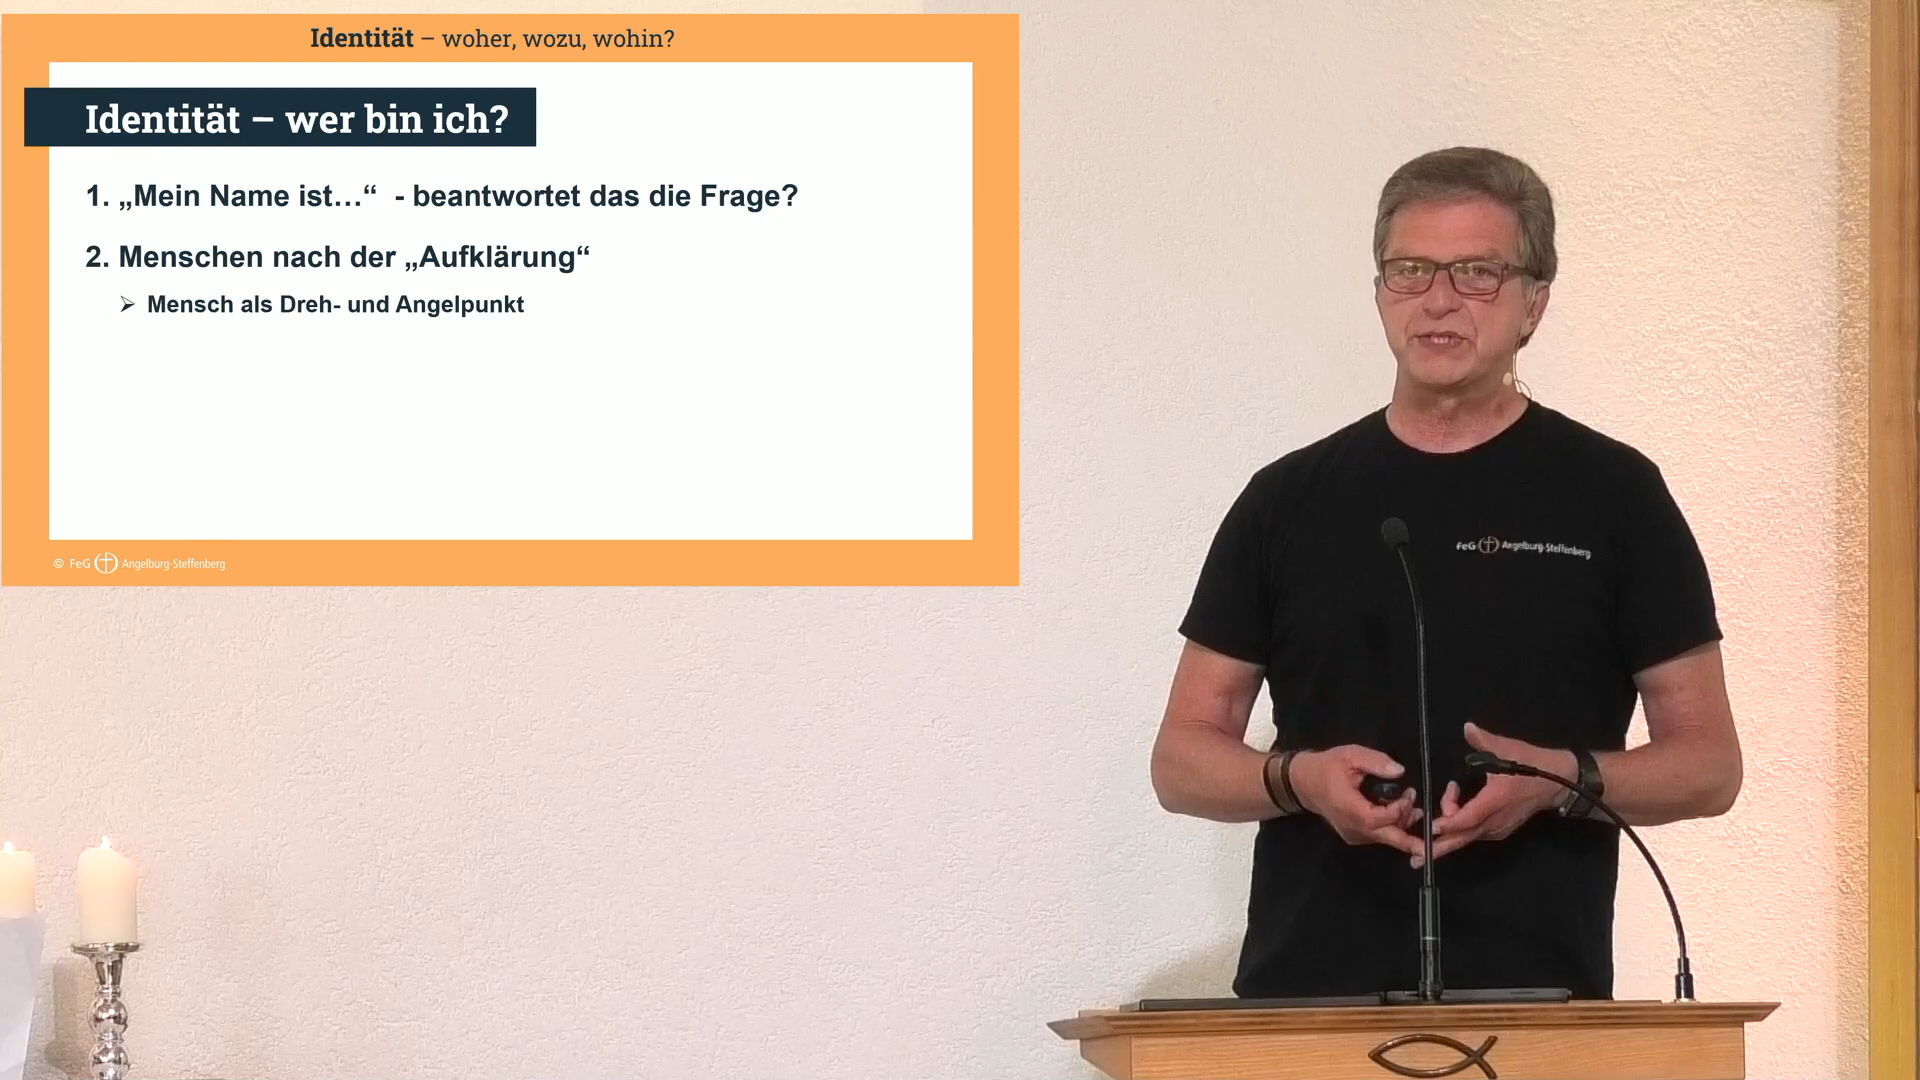 Identität – woher, wozu, wohin?
Identität – wer bin ich?
1. „Mein Name ist…“ - beantwortet das die Frage?
2. Menschen nach der „Aufklärung“
➢ Mensch als Dreh- und Angelpunkt
© FeG Angelburg-Steffenberg
FeG Angelburg-Steffenberg